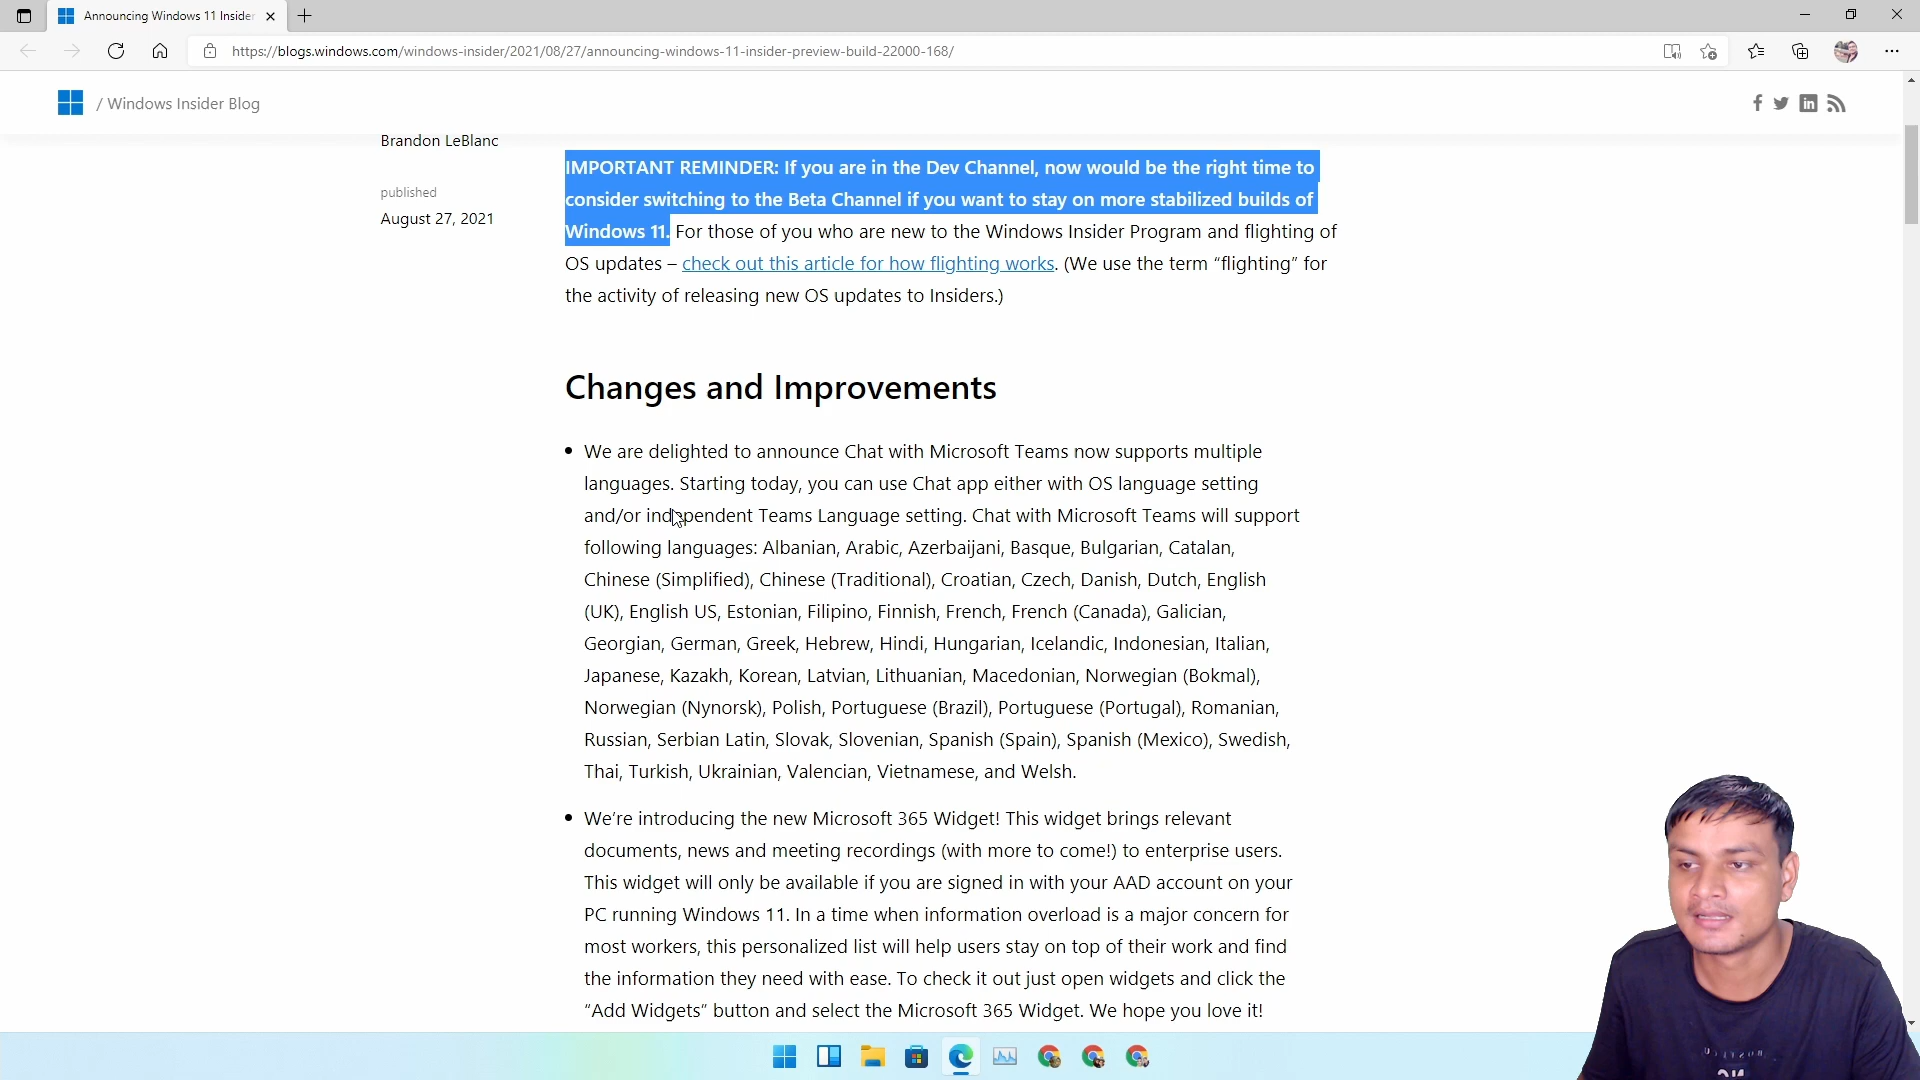 Announcing Windows 11 Insider
https://blogs.windows.com/windows-insider/2021/08/27/announcing-windows-11-insider-preview-build-22000-168/
/ Windows Insider Blog
Brandon LeBlanc
published
August 27, 2021
IMPORTANT REMINDER: If you are in the Dev Channel, now would be the right time to
consider switching to the Beta Channel if you want to stay on more stabilized builds of
Windows 11. For those of you who are new to the Windows Insider Program and flighting of
OS updates – check out this article for how flighting works. (We use the term “flighting” for
the activity of releasing new OS updates to Insiders.)
Changes and Improvements
• We are delighted to announce Chat with Microsoft Teams now supports multiple
languages. Starting today, you can use Chat app either with OS language setting
and/or independent Teams Language setting. Chat with Microsoft Teams will support
following languages: Albanian, Arabic, Azerbaijani, Basque, Bulgarian, Catalan,
Chinese (Simplified), Chinese (Traditional), Croatian, Czech, Danish, Dutch, English
(UK), English US, Estonian, Filipino, Finnish, French, French (Canada), Galician,
Georgian, German, Greek, Hebrew, Hindi, Hungarian, Icelandic, Indonesian, Italian,
Japanese, Kazakh, Korean, Latvian, Lithuanian, Macedonian, Norwegian (Bokmal),
Norwegian (Nynorsk), Polish, Portuguese (Brazil), Portuguese (Portugal), Romanian,
Russian, Serbian Latin, Slovak, Slovenian, Spanish (Spain), Spanish (Mexico), Swedish,
Thai, Turkish, Ukrainian, Valencian, Vietnamese, and Welsh.
• We’re introducing the new Microsoft 365 Widget! This widget brings relevant
documents, news and meeting recordings (with more to come!) to enterprise users.
This widget will only be available if you are signed in with your AAD account on your
PC running Windows 11. In a time when information overload is a major concern for
most workers, this personalized list will help users stay on top of their work and find
the information they need with ease. To check it out just open widgets and click the
“Add Widgets” button and select the Microsoft 365 Widget. We hope you love it!